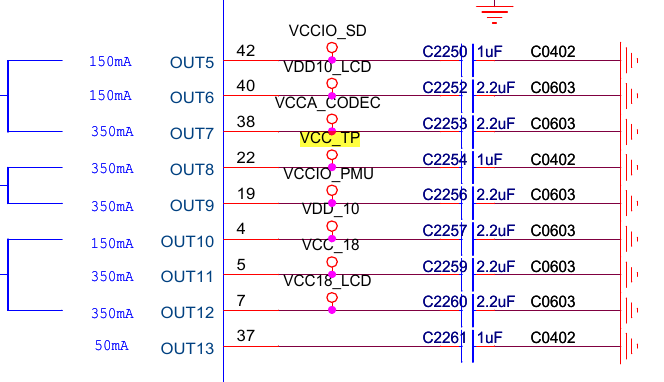 VCCIO_SD
150mA OUT5 42 C2250 1uF C0402
VDD10_LCD
150mA OUT6 40 C2252 2.2uF C0603
VCCA_CODEC
350mA OUT7 38 C2253 2.2uF C0603
VCC_TP
350mA OUT8 22 C2254 1uF C0402
VCCIO_PMU
350mA OUT9 19 C2256 2.2uF C0603
VDD_10
150mA OUT10 4 C2257 2.2uF C0603
VCC_18
350mA OUT11 5 C2259 2.2uF C0603
VCC18_LCD
350mA OUT12 7 C2260 2.2uF C0603
50mA OUT13 37 C2261 1uF C0402